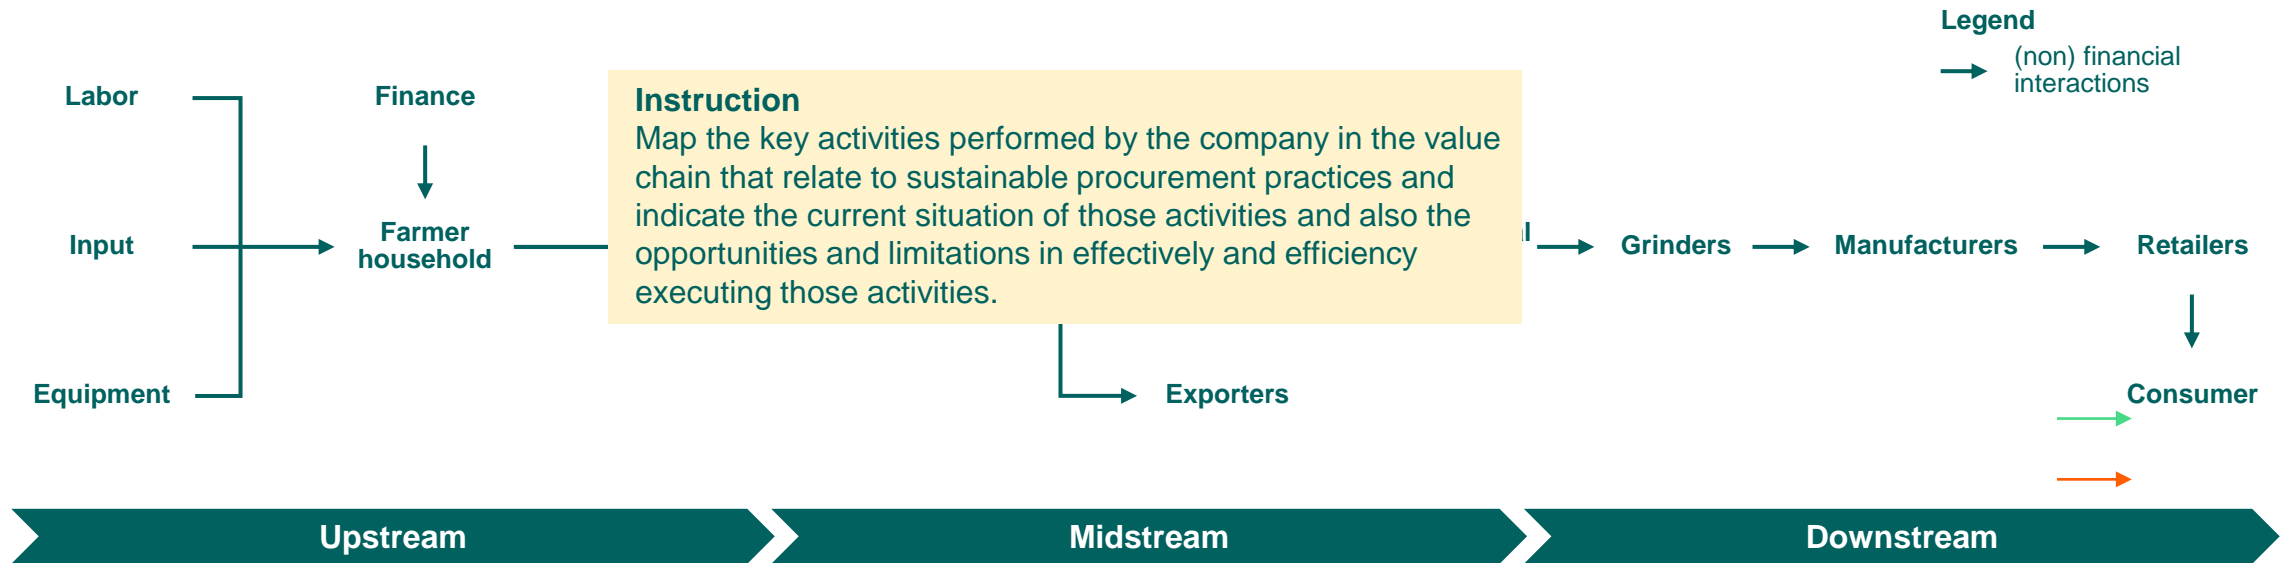 Legend
(non) financial
interactions
Labor
Finance
Instruction
Map the key activities performed by the company in the value
chain that relate to sustainable procurement practices and
indicate the current situation of those activities and also the
opportunities and limitations in effectively and efficiency
executing those activities.
Input
Farmer
household
Grinders
Manufacturers
Retailers
Equipment
Exporters
Consumer
Upstream
Midstream
Downstream